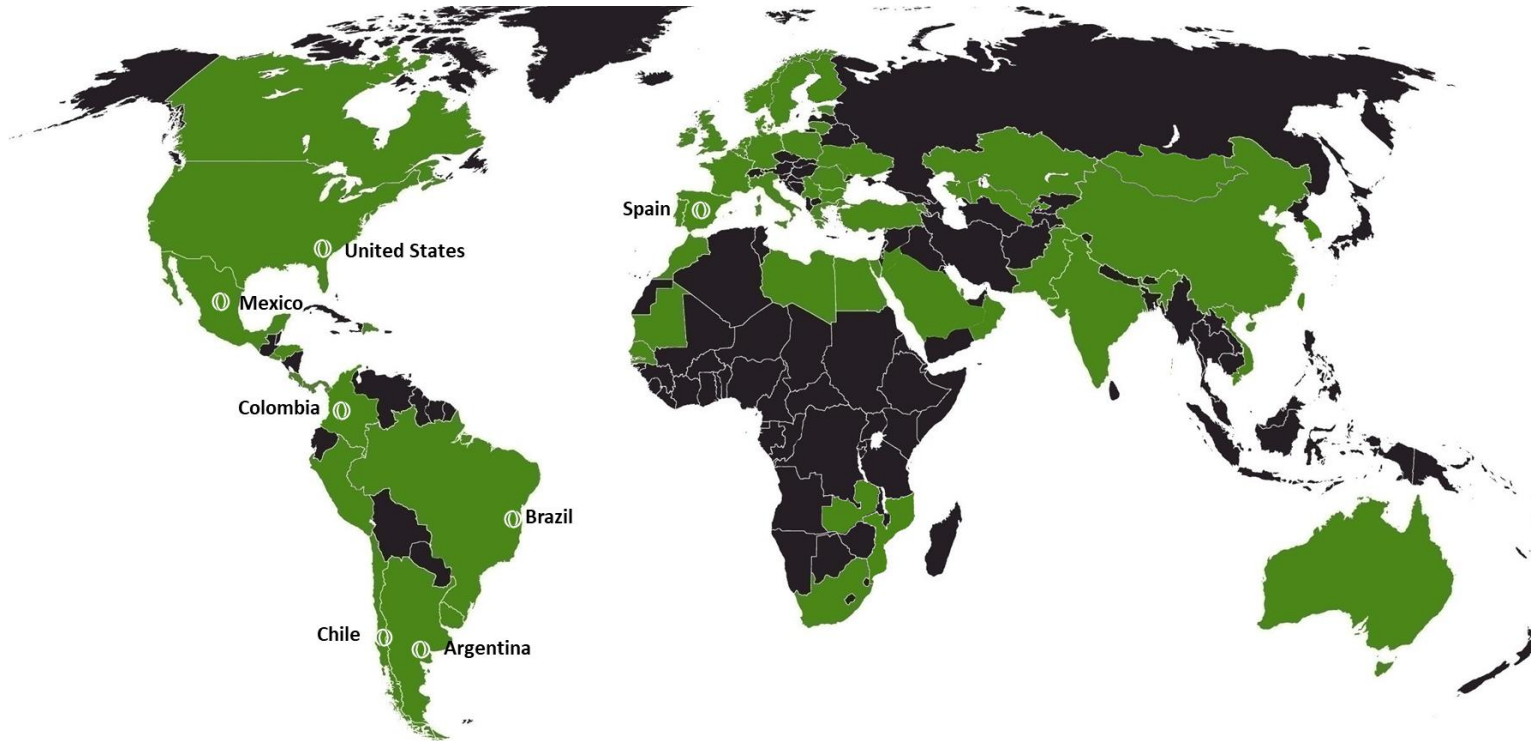 Spain
United States
Mexico
Colombia
Brazil
Chile
Argentina